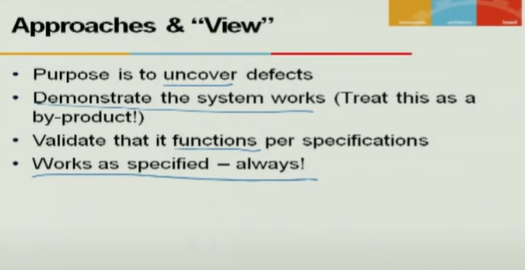 Approaches & “View”
• Purpose is to uncover defects
• Demonstrate the system works (Treat this as a
by-product!)
• Validate that it functions per specifications
• Works as specified – always!